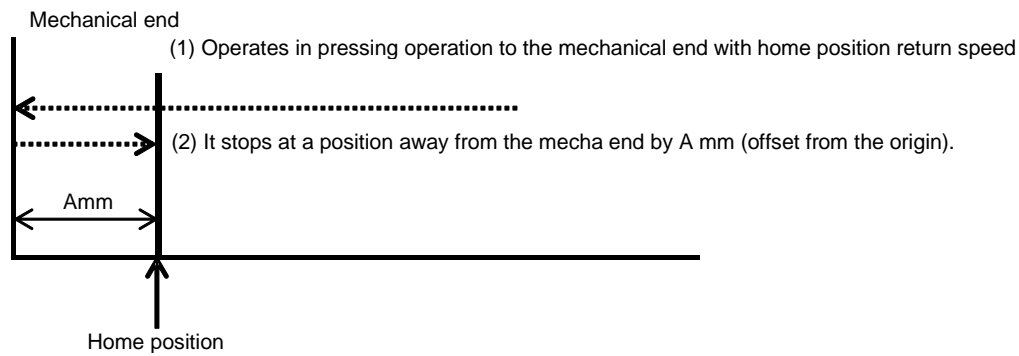 Mechanical end
(1) Operates in pressing operation to the mechanical end with home position return speed
(2) It stops at a position away from the mecha end by A mm (offset from the origin).
Amm
Home position